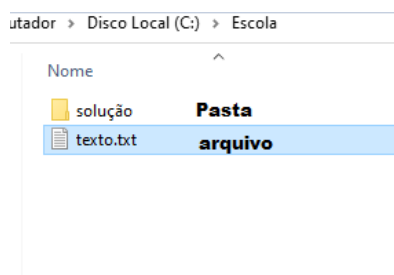 utador > Disco Local (C:) > Escola
Nome
solução Pasta
texto.txt arquivo